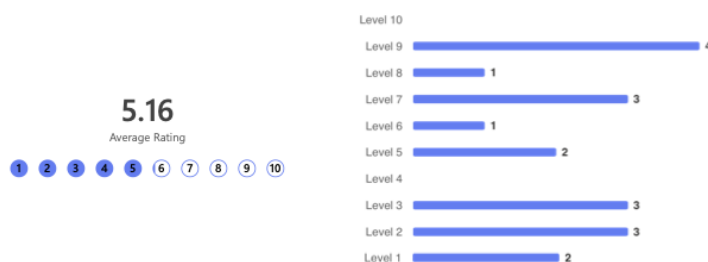 5.16
Average Rating
1 2 3 4 5 6 7 8 9 10
Level 10
Level 9 4
Level 8 1
Level 7 3
Level 6 1
Level 5 2
Level 4
Level 3 3
Level 2 3
Level 1 2